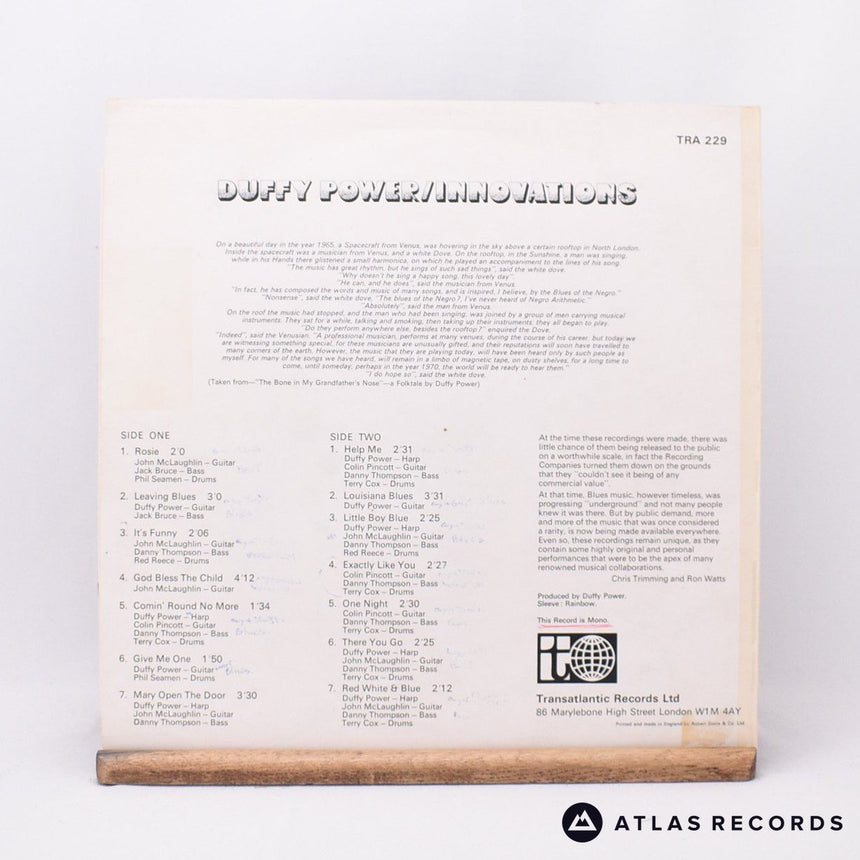 TRA 229
DUFFY POWER/INNOVATIONS
On a beautiful day in the year 1965, a Spacecraft from Venus, was hovering in the sky above a certain rooftop in North London.
Inside the spacecraft was a musician from Venus, and a white Dove. On the rooftop, in the Sunshine, a man was singing,
while in his Hands there glistened a small harmonica, on which he played an accompaniment to the lines of his song.
"The music has great rhythm, but he sings of such sad things", said the white dove.
"Why doesn't he sing a happy song, this lovely day".
"He can, and he does", said the musician from Venus.
"In fact, he has composed the words and music of many songs, and is inspired, I believe, by the Blues of the Negro."
"Nonsense", said the white dove, "The blues of the Negro?, I've never heard of Negro Arithmetic."
"Absolutely", said the man from Venus.
On the roof the music had stopped, and the man who had been singing, was joined by a group of men carrying musical
instruments. They sat for a while, talking and smoking, then taking up their instruments; they all began to play.
"Do they perform anywhere else, besides the rooftop?" enquired the Dove.
"Indeed", said the Venusian, "A professional musician, performs at many venues, during the course of his career; but today we
are witnessing something special, for these musicians are unusually gifted, and their reputations will soon have travelled to
many corners of the earth. However, the music that they are playing today, will have been heard only by such people as
myself. For many of the songs we have heard, will remain in a limbo of magnetic tape, on dusty shelves, for a long time to
come, until someday, perhaps in the year 1970, the world will be ready to hear them."
"I do hope so", said the white dove.
(Taken from—"The Bone in My Grandfather's Nose"—a Folktale by Duffy Power)
SIDE ONE
1. Rosie 2'0
John McLaughlin – Guitar
Jack Bruce – Bass
Phil Seamen – Drums
2. Leaving Blues 3'0
Duffy Power – Guitar
Jack Bruce – Bass
3. It's Funny 2'06
John McLaughlin – Guitar
Danny Thompson – Bass
Red Reece – Drums
4. God Bless The Child 4'12
John McLaughlin – Guitar
5. Comin' Round No More 1'34
Duffy Power – Harp
Colin Pincott – Guitar
Danny Thompson – Bass
Terry Cox – Drums
6. Give Me One 1'50
Duffy Power – Guitar
Phil Seamen – Drums
7. Mary Open The Door 3'30
Duffy Power – Harp
John McLaughlin – Guitar
Danny Thompson – Bass
Terry Cox – Drums
SIDE TWO
1. Help Me 2'31
Duffy Power – Harp
Colin Pincott – Guitar
Danny Thompson – Bass
Terry Cox – Drums
2. Louisiana Blues 3'31
Duffy Power – Guitar
3. Little Boy Blue 2'25
Duffy Power – Harp
John McLaughlin – Guitar
Danny Thompson – Bass
Red Reece – Drums
4. Exactly Like You 2'27
Colin Pincott – Guitar
Danny Thompson – Bass
Terry Cox – Drums
5. One Night 2'30
Colin Pincott – Guitar
Danny Thompson – Bass
Terry Cox – Drums
6. There You Go 2'25
Duffy Power – Harp
John McLaughlin – Guitar
Danny Thompson – Bass
Terry Cox – Drums
7. Red White & Blue 2'12
Duffy Power – Harp
John McLaughlin – Guitar
Danny Thompson – Bass
Terry Cox – Drums
At the time these recordings were made, there was
little chance of them being released to the public
on a worthwhile scale, in fact the Recording
Companies turned them down on the grounds
that they "couldn't see it being of any
commercial value".
At that time, Blues music, however timeless, was
progressing "underground" and not many people
knew it was there. But by public demand, more
and more of the music that was once considered
a rarity, is now being made available everywhere.
Even so, these recordings remain unique, as they
contain some highly original and personal
performances that were to be the apex of many
renowned musical collaborations.
Chris Trimming and Ron Watts
Produced by Duffy Power.
Sleeve: Rainbow.
This Record is Mono.
Transatlantic Records Ltd
86 Marylebone High Street London W1M 4AY
Printed and made in England by Robert Stace & Co. Ltd.
ATLAS RECORDS